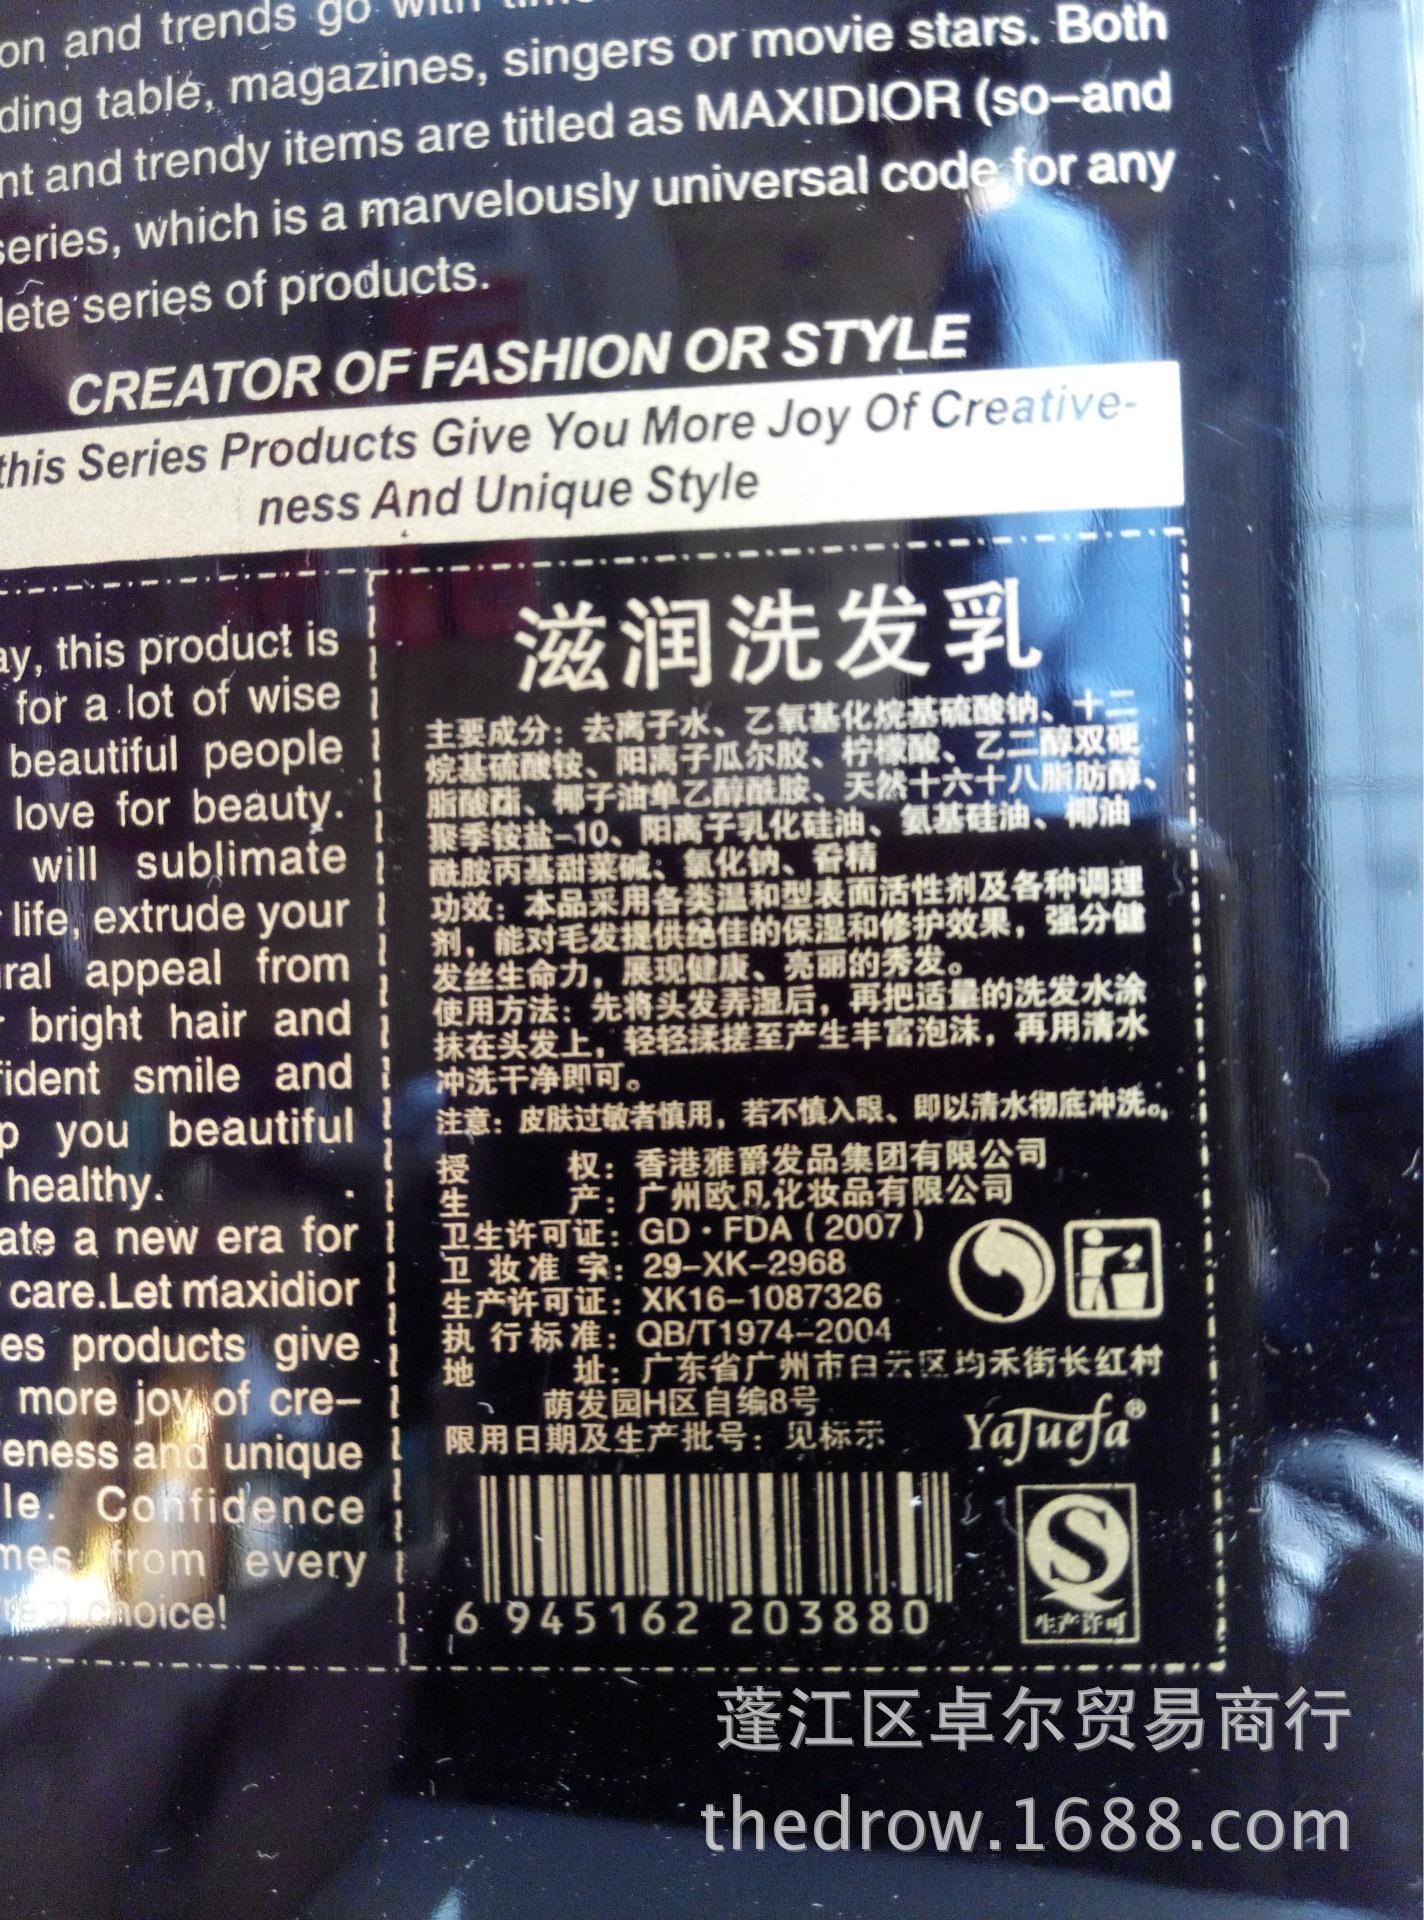 on and trends go with
ding table, magazines, singers or movie stars. Both
nt and trendy items are titled as MAXIDIOR (so–and
series, which is a marvelously universal code for any
lete series of products.
CREATOR OF FASHION OR STYLE
this Series Products Give You More Joy Of Creative-
ness And Unique Style
ay, this product is
for a lot of wise
beautiful people
love for beauty.
will sublimate
life, extrude your
ral appeal from
bright hair and
fident smile and
p you beautiful
healthy.
ate a new era for
care.Let maxidior
es products give
more joy of cre–
eness and unique
le. Confidence
mes from every
choice!
滋润洗发乳
主要成分：去离子水、乙氧基化烷基硫酸钠、十二
烷基硫酸铵、阳离子瓜尔胶、柠檬酸、乙二醇双硬
脂酸酯、椰子油单乙醇酰胺、天然十六十八脂肪醇、
聚季铵盐-10、阳离子乳化硅油、氨基硅油、椰油
酰胺丙基甜菜碱；氯化钠、香精
功效：本品采用各类温和型表面活性剂及各种调理
剂，能对毛发提供绝佳的保湿和修护效果，强分健
发丝生命力，展现健康、亮丽的秀发。
使用方法：先将头发弄湿后，再把适量的洗发水涂
抹在头发上，轻轻揉搓至产生丰富泡沫，再用清水
冲洗干净即可。
注意：皮肤过敏者慎用，若不慎入眼、即以清水彻底冲洗。
授 权：香港雅爵发品集团有限公司
生 产：广州欧凡化妆品有限公司
卫生许可证：GD·FDA（2007）
卫 妆 准 字：29-XK-2968
生产许可证：XK16-1087326
执 行 标 准：QB/T1974-2004
地 址：广东省广州市白云区均禾街长红村
萌发园H区自编8号
限用日期及生产批号：见标示
YaJueFa®
6 945162 203880
生产许可
蓬江区卓尔贸易商行
thedrow.1688.com